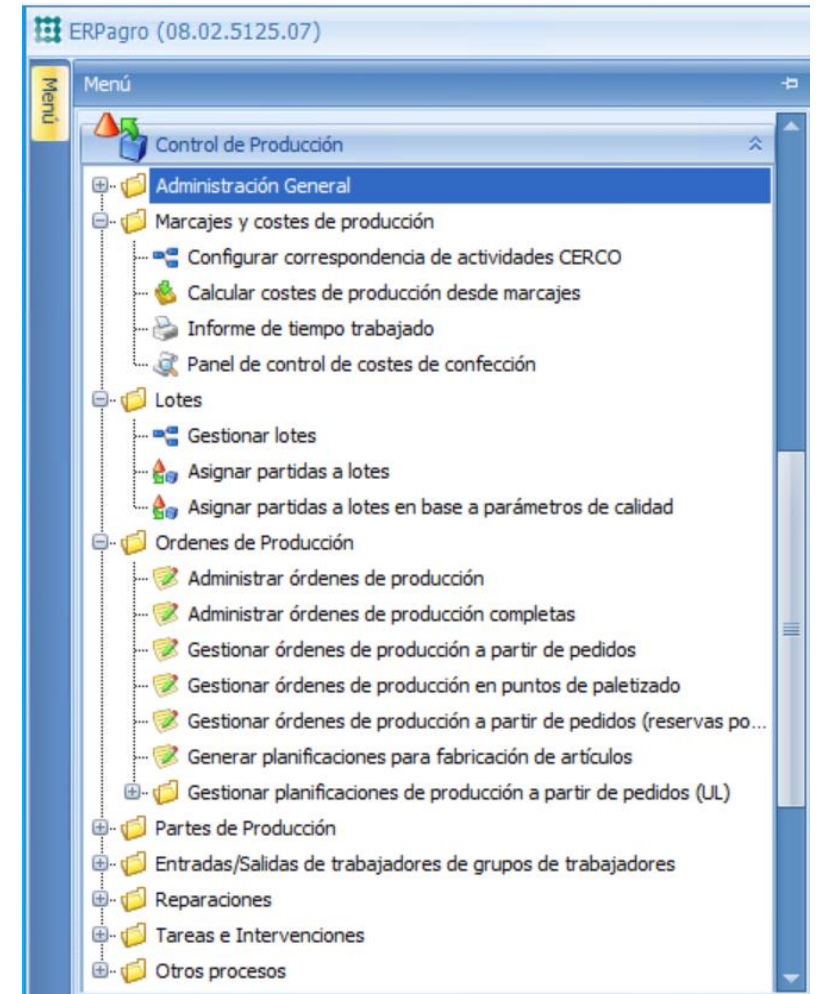 ERPagro (08.02.5125.07)
Menú
Menú
Control de Producción
Administración General
Marcajes y costes de producción
Configurar correspondencia de actividades CERCO
Calcular costes de producción desde marcajes
Informe de tiempo trabajado
Panel de control de costes de confección
Lotes
Gestionar lotes
Asignar partidas a lotes
Asignar partidas a lotes en base a parámetros de calidad
Ordenes de Producción
Administrar órdenes de producción
Administrar órdenes de producción completas
Gestionar órdenes de producción a partir de pedidos
Gestionar órdenes de producción en puntos de paletizado
Gestionar órdenes de producción a partir de pedidos (reservas po...
Generar planificaciones para fabricación de artículos
Gestionar planificaciones de producción a partir de pedidos (UL)
Partes de Producción
Entradas/Salidas de trabajadores de grupos de trabajadores
Reparaciones
Tareas e Intervenciones
Otros procesos